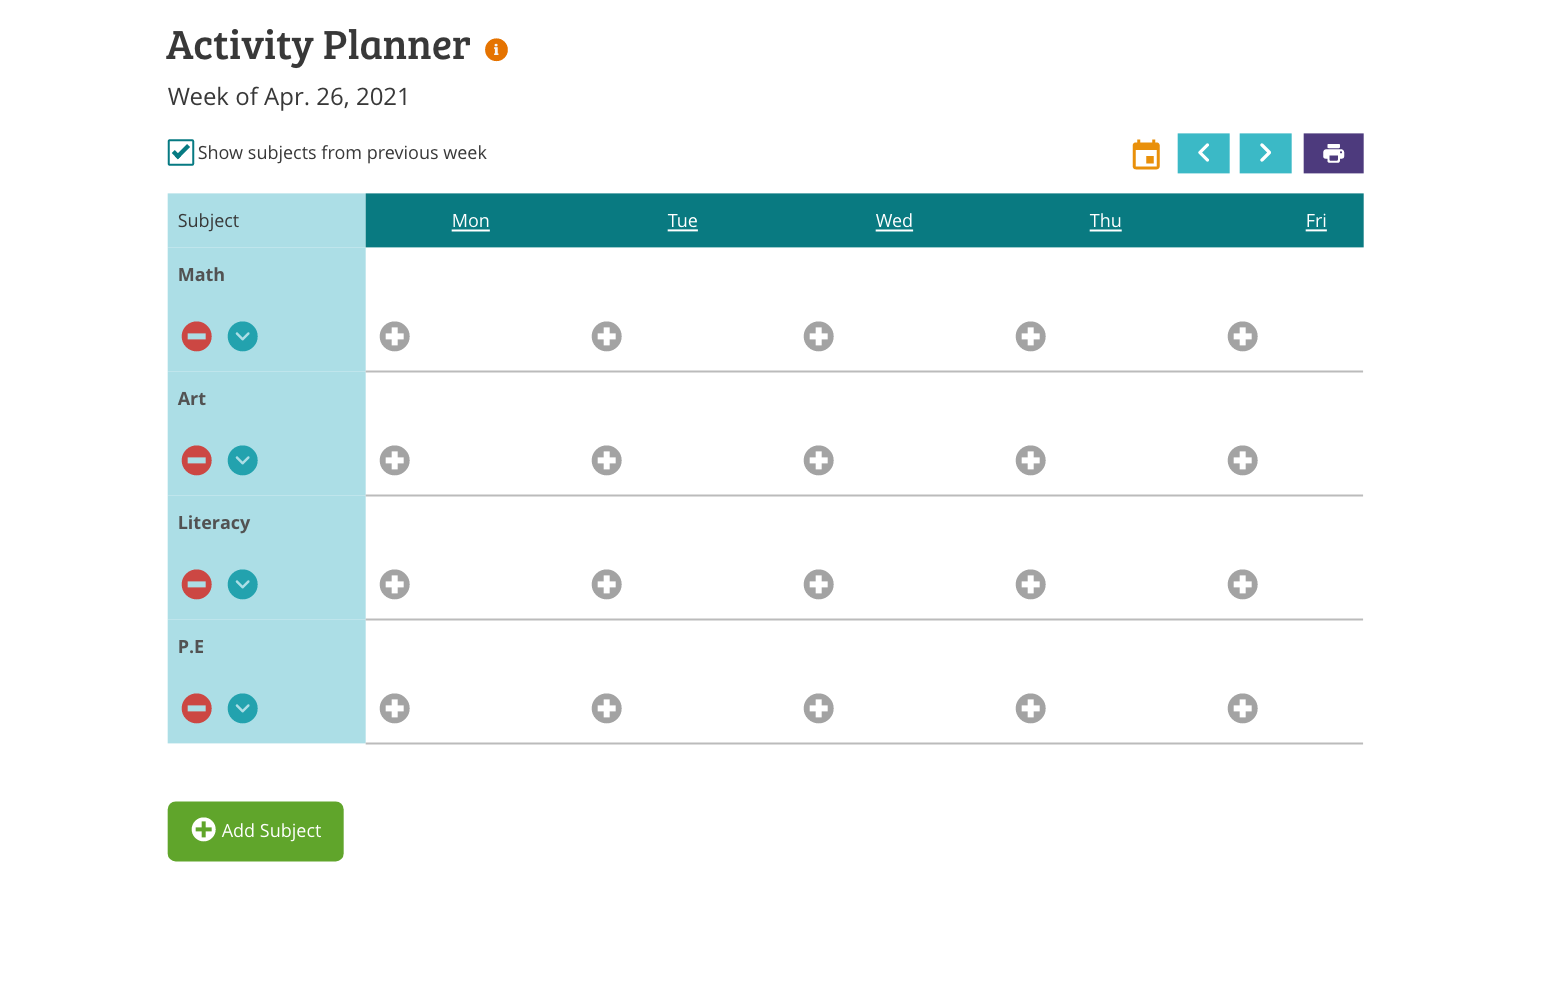 Activity Planner
Week of Apr. 26, 2021
Show subjects from previous week
Subject Mon Tue Wed Thu Fri
Math
Art
Literacy
P.E
Add Subject